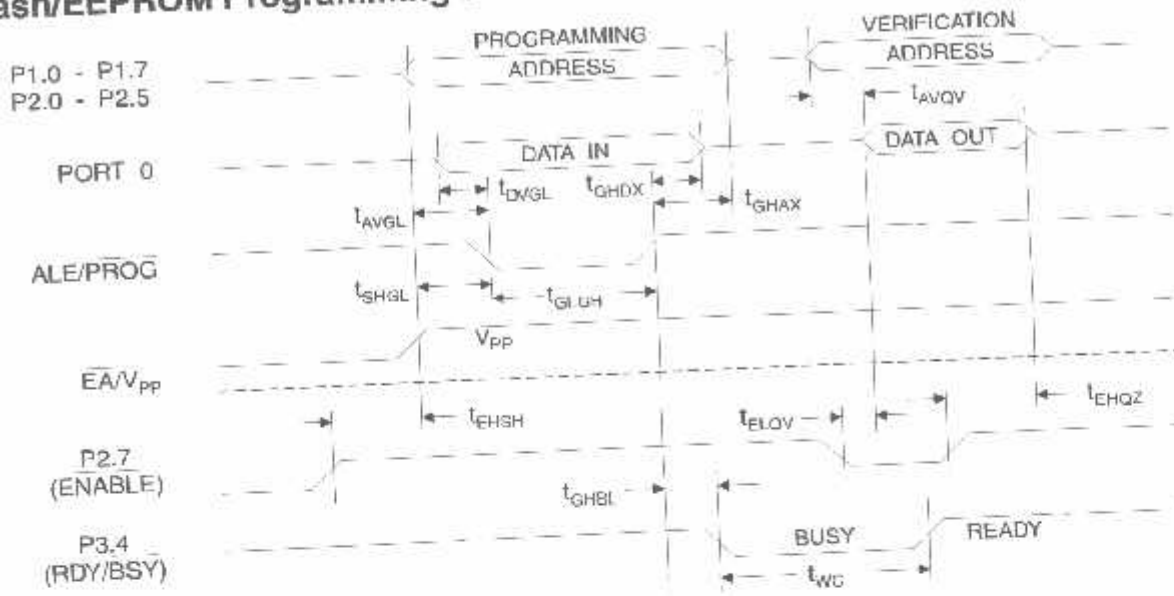 ash/EEPROM Programming
PROGRAMMING
ADDRESS
VERIFICATION
ADDRESS
P1.0 - P1.7
P2.0 - P2.5
tAVQV
PORT 0
DATA IN
DATA OUT
tDVGL
tGHDX
tGHAX
tAVGL
ALE/PROG
tSHGL
tGLGH
VPP
EA/VPP
tEHSH
tELQV
tEHQZ
P2.7
(ENABLE)
tGHBL
P3.4
(RDY/BSY)
BUSY
READY
tWC